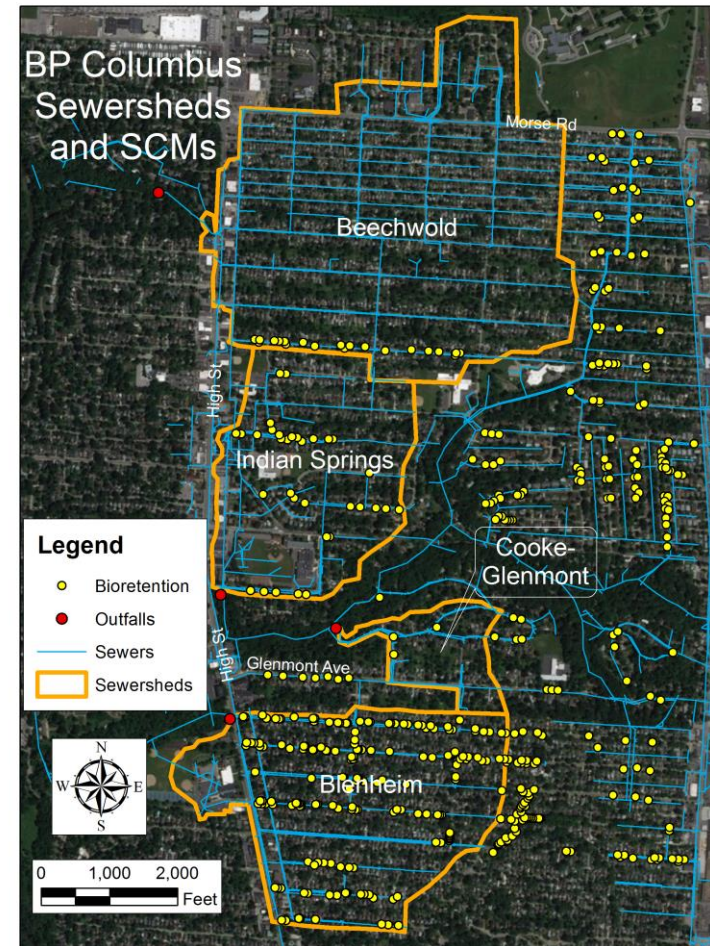 BP Columbus
Sewersheds
and SCMs
Morse Rd
Beechwold
High St
Indian Springs
Legend
Bioretention
Outfalls
Sewers
Sewersheds
Cooke-
Glenmont
High St
Glenmont Ave
Blenheim
N
W
E
S
0
1,000
2,000
Feet